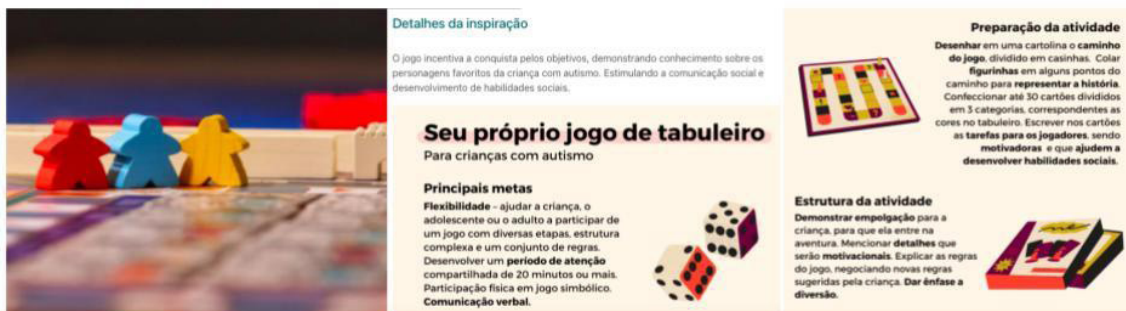 Detalhes da inspiração
O jogo incentiva a conquista pelos objetivos, demonstrando conhecimento sobre os
personagens favoritos da criança com autismo. Estimulando a comunicação social e
desenvolvimento de habilidades sociais.
Seu próprio jogo de tabuleiro
Para crianças com autismo
Principais metas
Flexibilidade - ajudar a criança, o
adolescente ou o adulto a participar de
um jogo com diversas etapas, estrutura
complexa e um conjunto de regras.
Desenvolver um período de atenção
compartilhada de 20 minutos ou mais.
Participação física em jogo simbólico.
Comunicação verbal.
Preparação da atividade
Desenhar em uma cartolina o caminho
do jogo, dividido em casinhas. Colar
figurinhas em alguns pontos do
caminho para representar a história.
Confeccionar até 30 cartões divididos
em 3 categorias, correspondentes as
cores no tabuleiro. Escrever nos cartões
as tarefas para os jogadores, sendo
motivadoras e que ajudem a
desenvolver habilidades sociais.
Estrutura da atividade
Demonstrar empolgação para a
criança, para que ela entre na
aventura. Mencionar detalhes que
serão motivacionais. Explicar as regras
do jogo, negociando novas regras
sugeridas pela criança. Dar ênfase a
diversão.